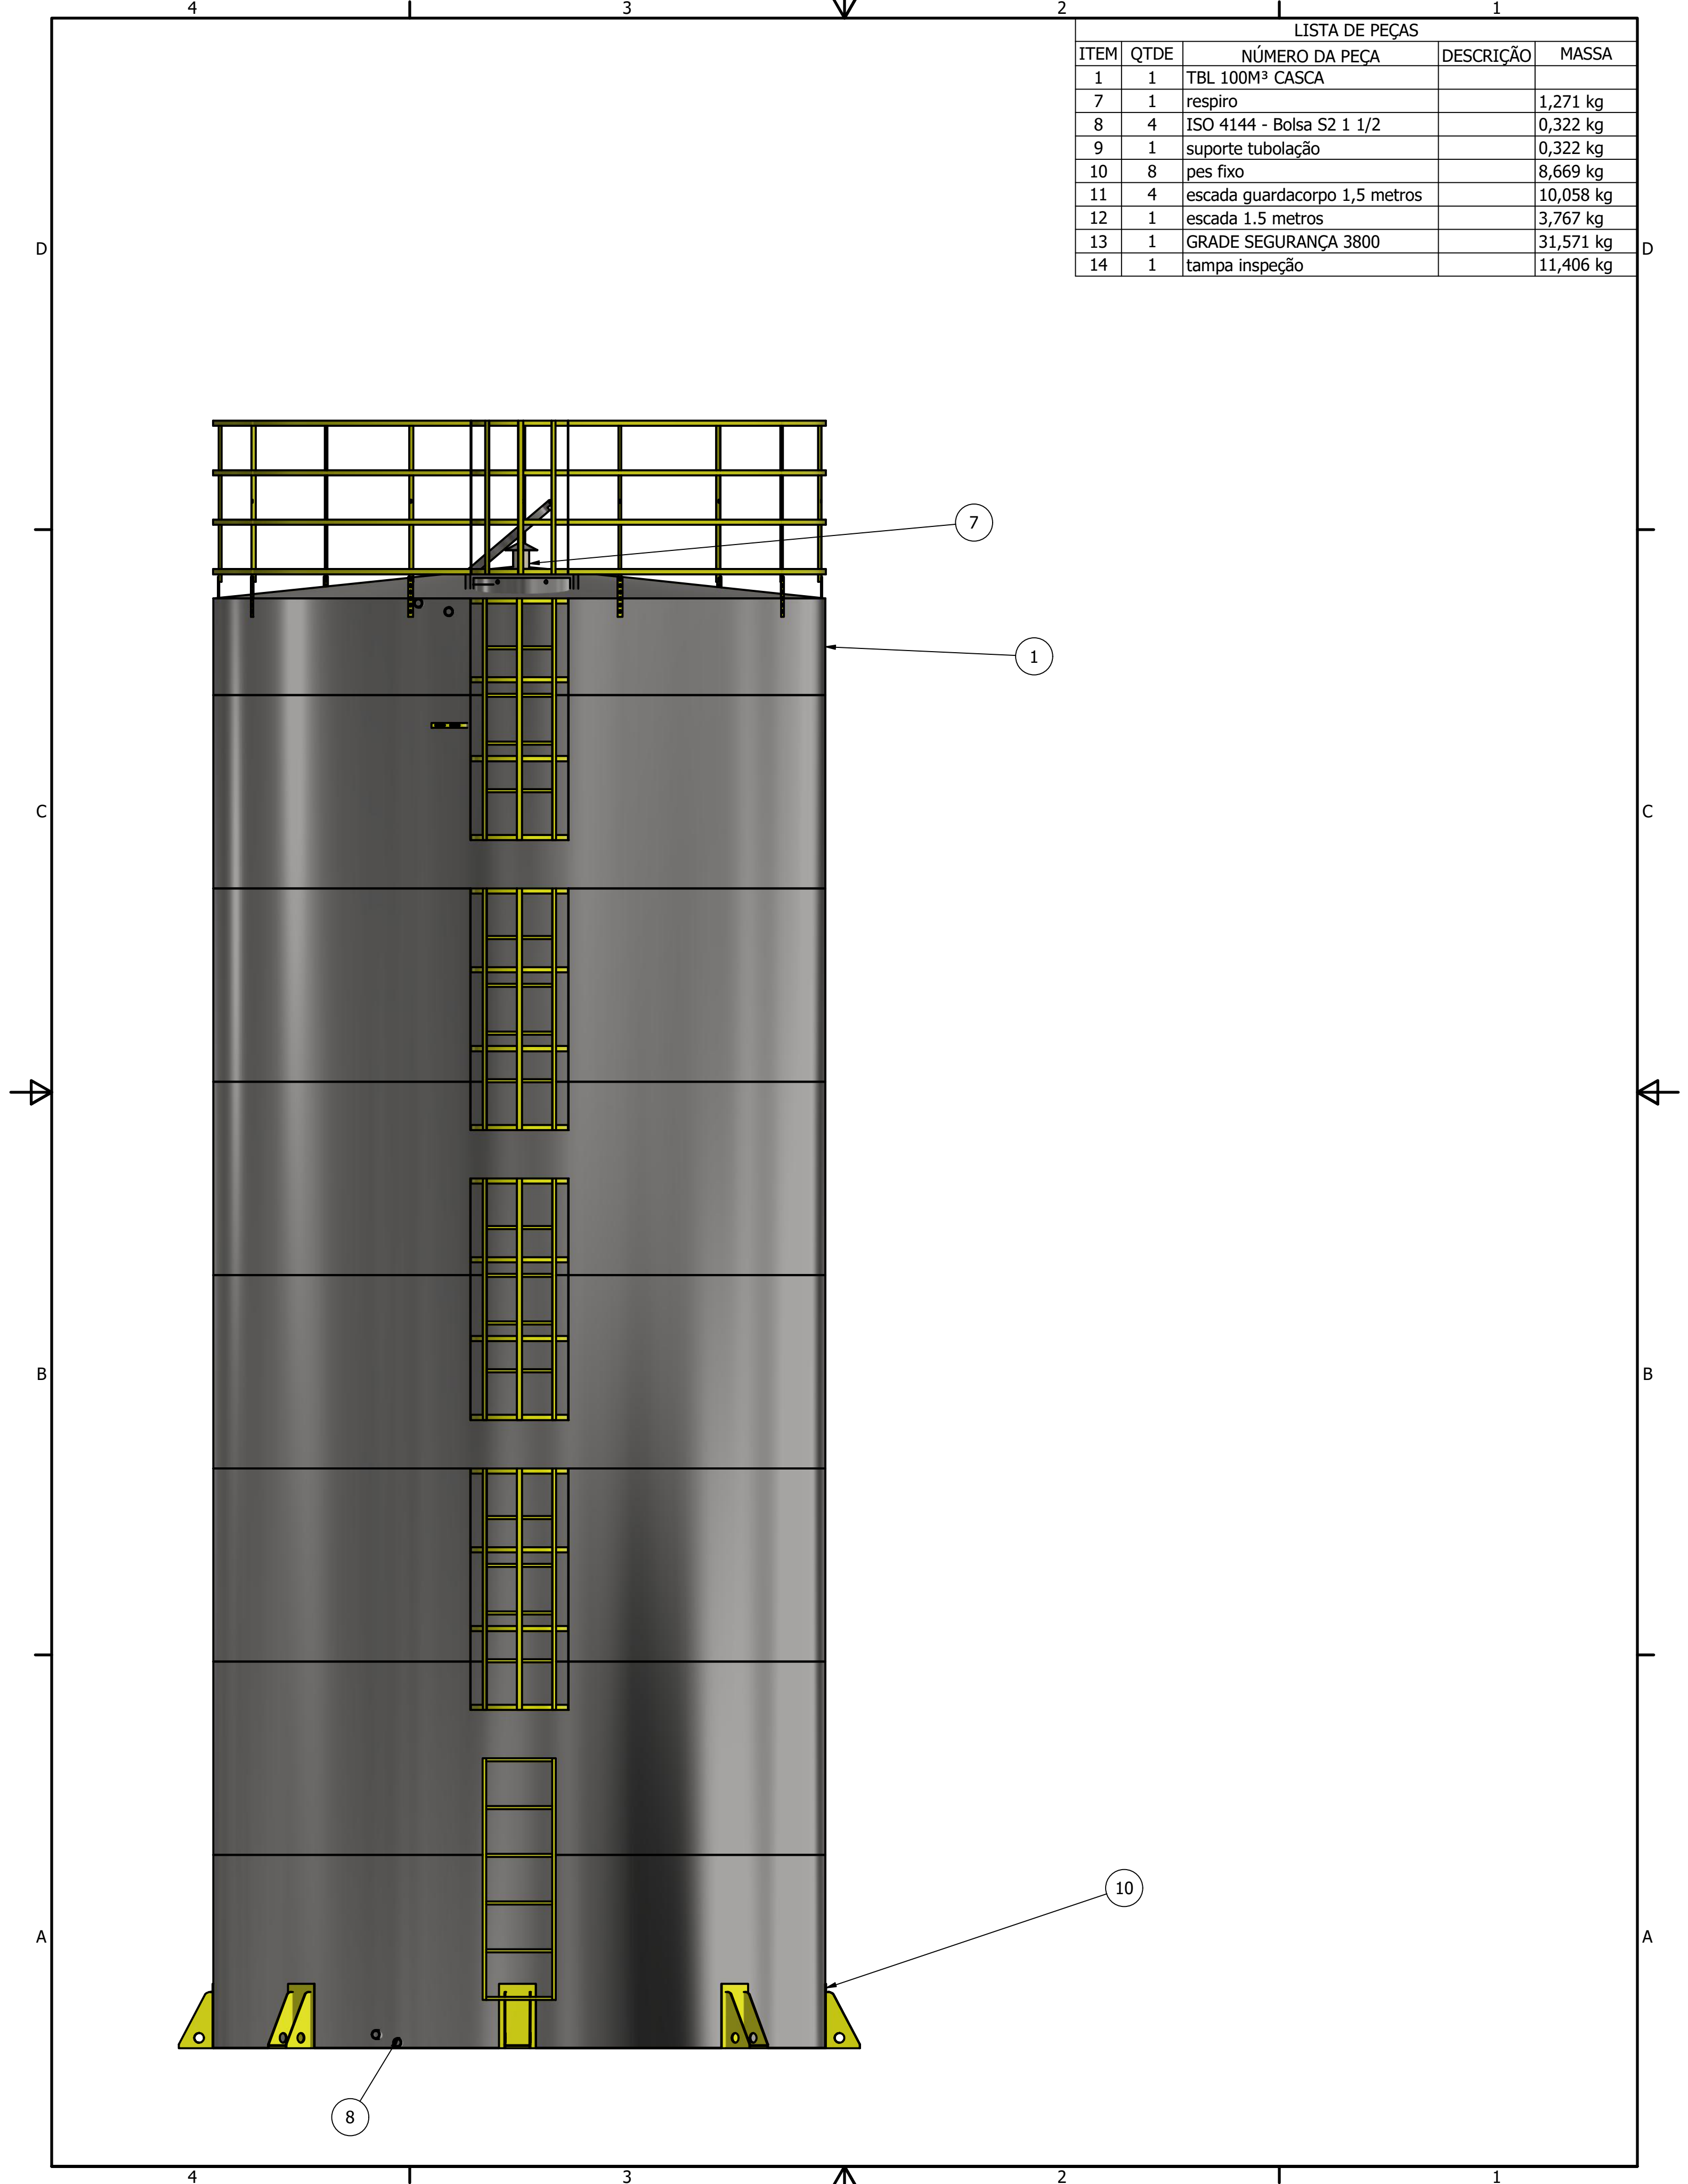 4 3 2 1
LISTA DE PEÇAS
ITEM QTDE NÚMERO DA PEÇA DESCRIÇÃO MASSA
1 1 TBL 100M³ CASCA
7 1 respiro 1,271 kg
8 4 ISO 4144 - Bolsa S2 1 1/2 0,322 kg
9 1 suporte tubolação 0,322 kg
10 8 pes fixo 8,669 kg
11 4 escada guardacorpo 1,5 metros 10,058 kg
12 1 escada 1.5 metros 3,767 kg
13 1 GRADE SEGURANÇA 3800 31,571 kg
14 1 tampa inspeção 11,406 kg
D D
7
1
C C
B B
10
A A
8
4 3 2 1